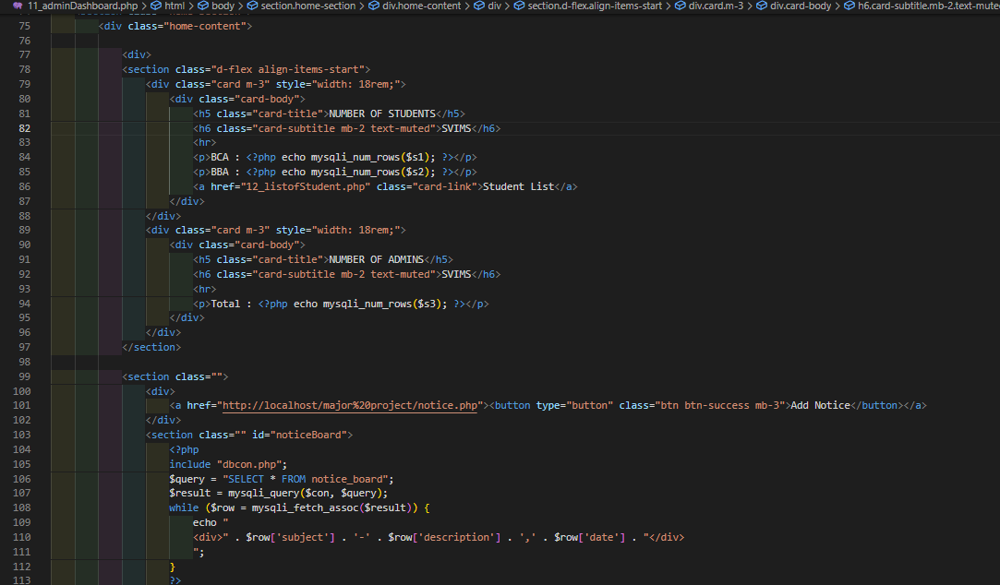 11_adminDashboard.php > html > body > section.home-section > div.home-content > div > section.d-flex.align-items-start > div.card.m-3 > div.card-body > h6.card-subtitle.mb-2.text-mute
75 <div class="home-content">
76
77 <div>
78 <section class="d-flex align-items-start">
79 <div class="card m-3" style="width: 18rem;">
80 <div class="card-body">
81 <h5 class="card-title">NUMBER OF STUDENTS</h5>
82 <h6 class="card-subtitle mb-2 text-muted">SVIMS</h6>
83 <hr>
84 <p>BCA : <?php echo mysqli_num_rows($s1); ?></p>
85 <p>BBA : <?php echo mysqli_num_rows($s2); ?></p>
86 <a href="12_listofStudent.php" class="card-link">Student List</a>
87 </div>
88 </div>
89 <div class="card m-3" style="width: 18rem;">
90 <div class="card-body">
91 <h5 class="card-title">NUMBER OF ADMINS</h5>
92 <h6 class="card-subtitle mb-2 text-muted">SVIMS</h6>
93 <hr>
94 <p>Total : <?php echo mysqli_num_rows($s3); ?></p>
95 </div>
96 </div>
97 </section>
98
99 <section class="">
100 <div>
101 <a href="http://localhost/major%20project/notice.php"><button type="button" class="btn btn-success mb-3">Add Notice</button></a>
102 </div>
103 <section class="" id="noticeBoard">
104 <?php
105 include "dbcon.php";
106 $query = "SELECT * FROM notice_board";
107 $result = mysqli_query($con, $query);
108 while ($row = mysqli_fetch_assoc($result)) {
109 echo "
110 <div>" . $row['subject'] . '-' . $row['description'] . ',' . $row['date'] . "</div>
111 ";
112 }
113 ?>